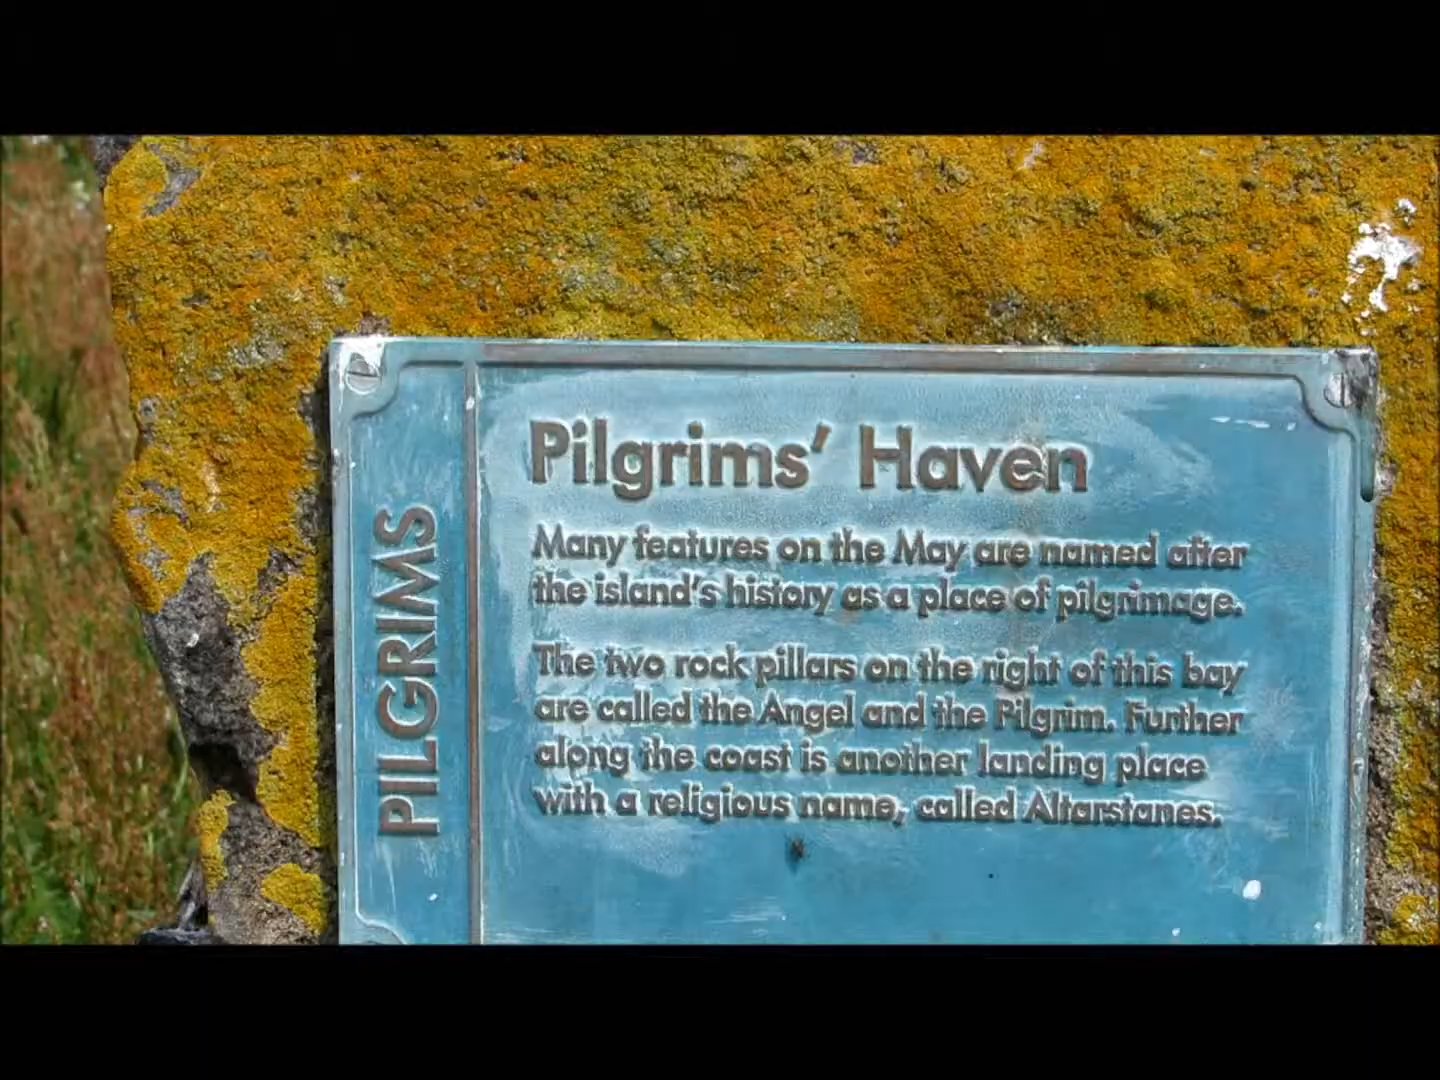 PILGRIMS
Pilgrims' Haven
Many features on the May are named after
the island's history as a place of pilgrimage.
The two rock pillars on the right of this bay
are called the Angel and the Pilgrim. Further
along the coast is another landing place
with a religious name, called Altarstanes.